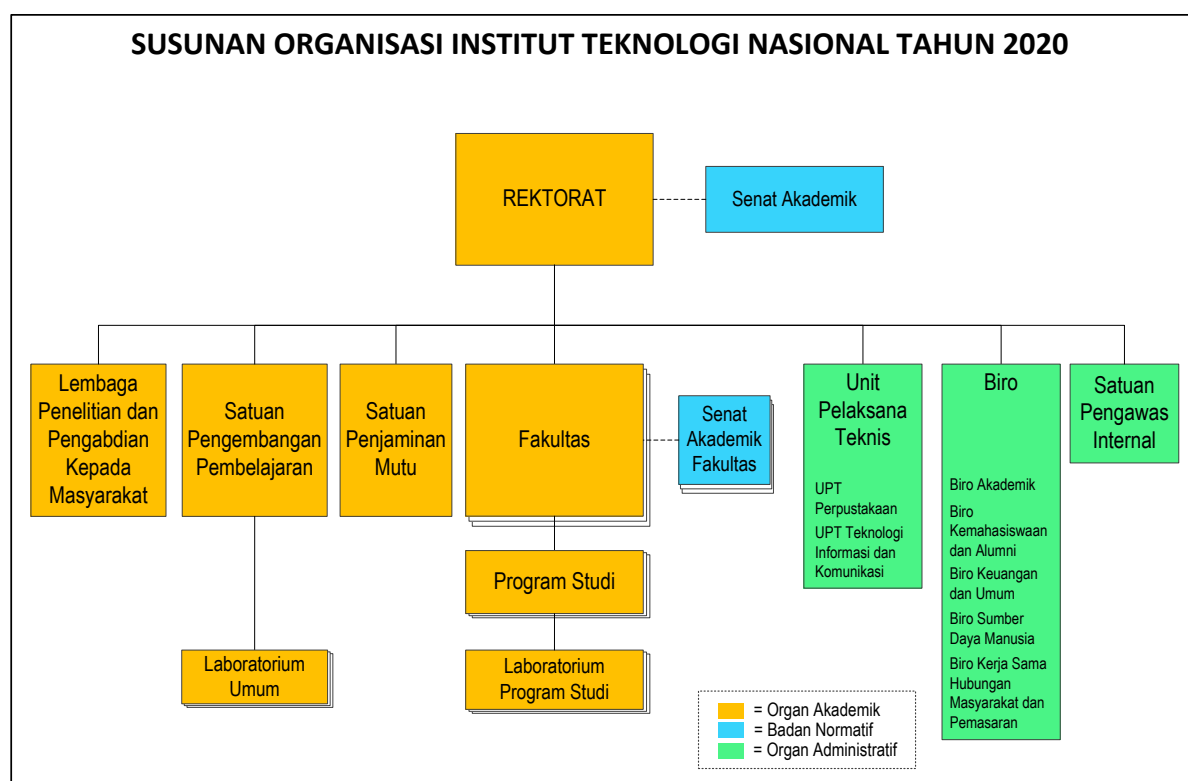 SUSUNAN ORGANISASI INSTITUT TEKNOLOGI NASIONAL TAHUN 2020
REKTORAT
Senat Akademik
Lembaga
Penelitian dan
Pengabdian
Kepada
Masyarakat
Satuan
Pengembangan
Pembelajaran
Satuan
Penjaminan
Mutu
Fakultas
Senat
Akademik
Fakultas
Unit
Pelaksana
Teknis
UPT
Perpustakaan
UPT Teknologi
Informasi dan
Komunikasi
Biro
Biro Akademik
Biro
Kemahasiswaan
dan Alumni
Biro Keuangan
dan Umum
Biro Sumber
Daya Manusia
Biro Kerja Sama
Hubungan
Masyarakat dan
Pemasaran
Satuan
Pengawas
Internal
Program Studi
Laboratorium
Umum
Laboratorium
Program Studi
= Organ Akademik
= Badan Normatif
= Organ Administratif